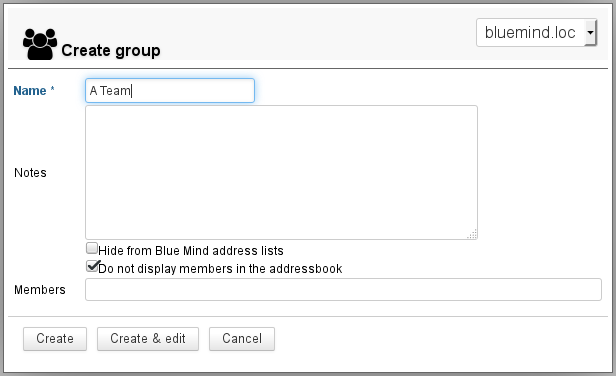 Create group
bluemind.loc
Name *
A Team
Notes
Hide from Blue Mind address lists
Do not display members in the addressbook
Members
Create
Create & edit
Cancel